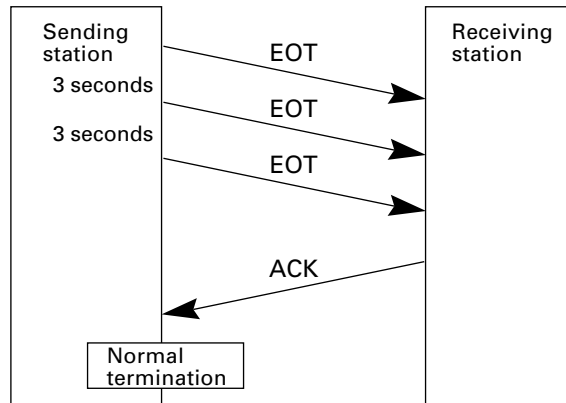 Sending
station
Receiving
station
EOT
3 seconds
EOT
3 seconds
EOT
ACK
Normal
termination